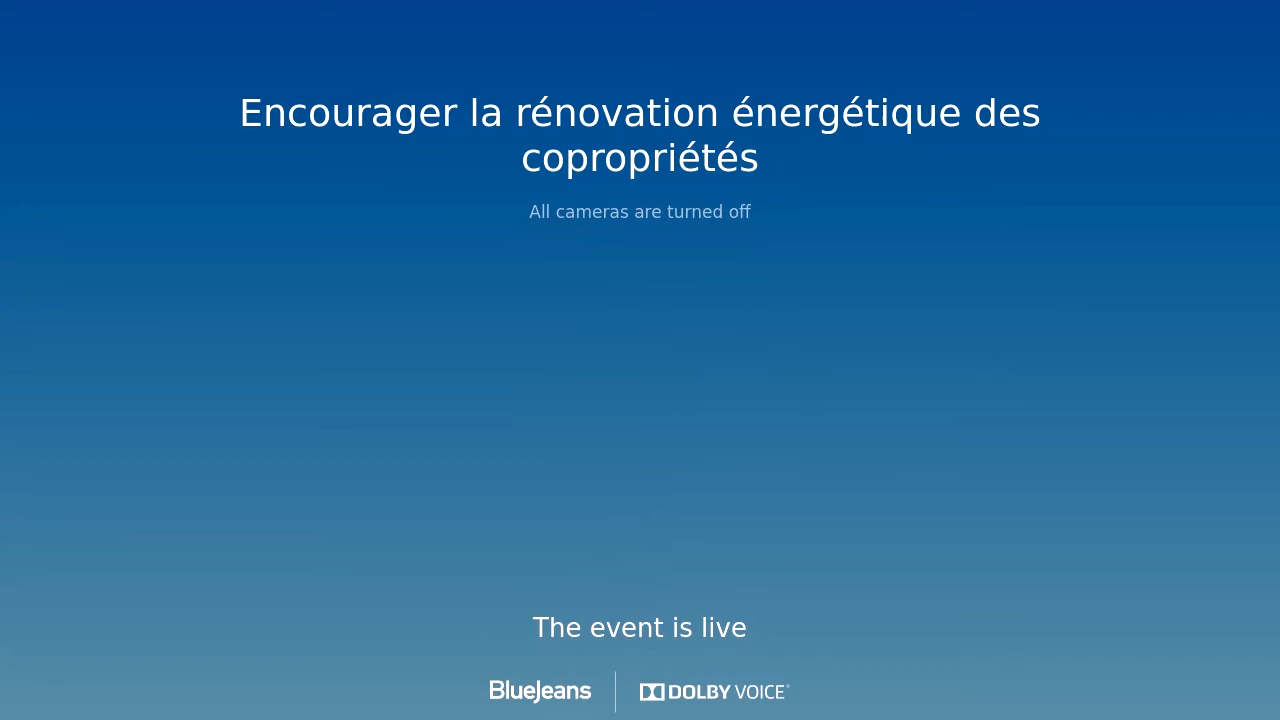 Encourager la rénovation énergétique des
copropriétés
All cameras are turned off
The event is live
BlueJeans
DOLBY VOICE®